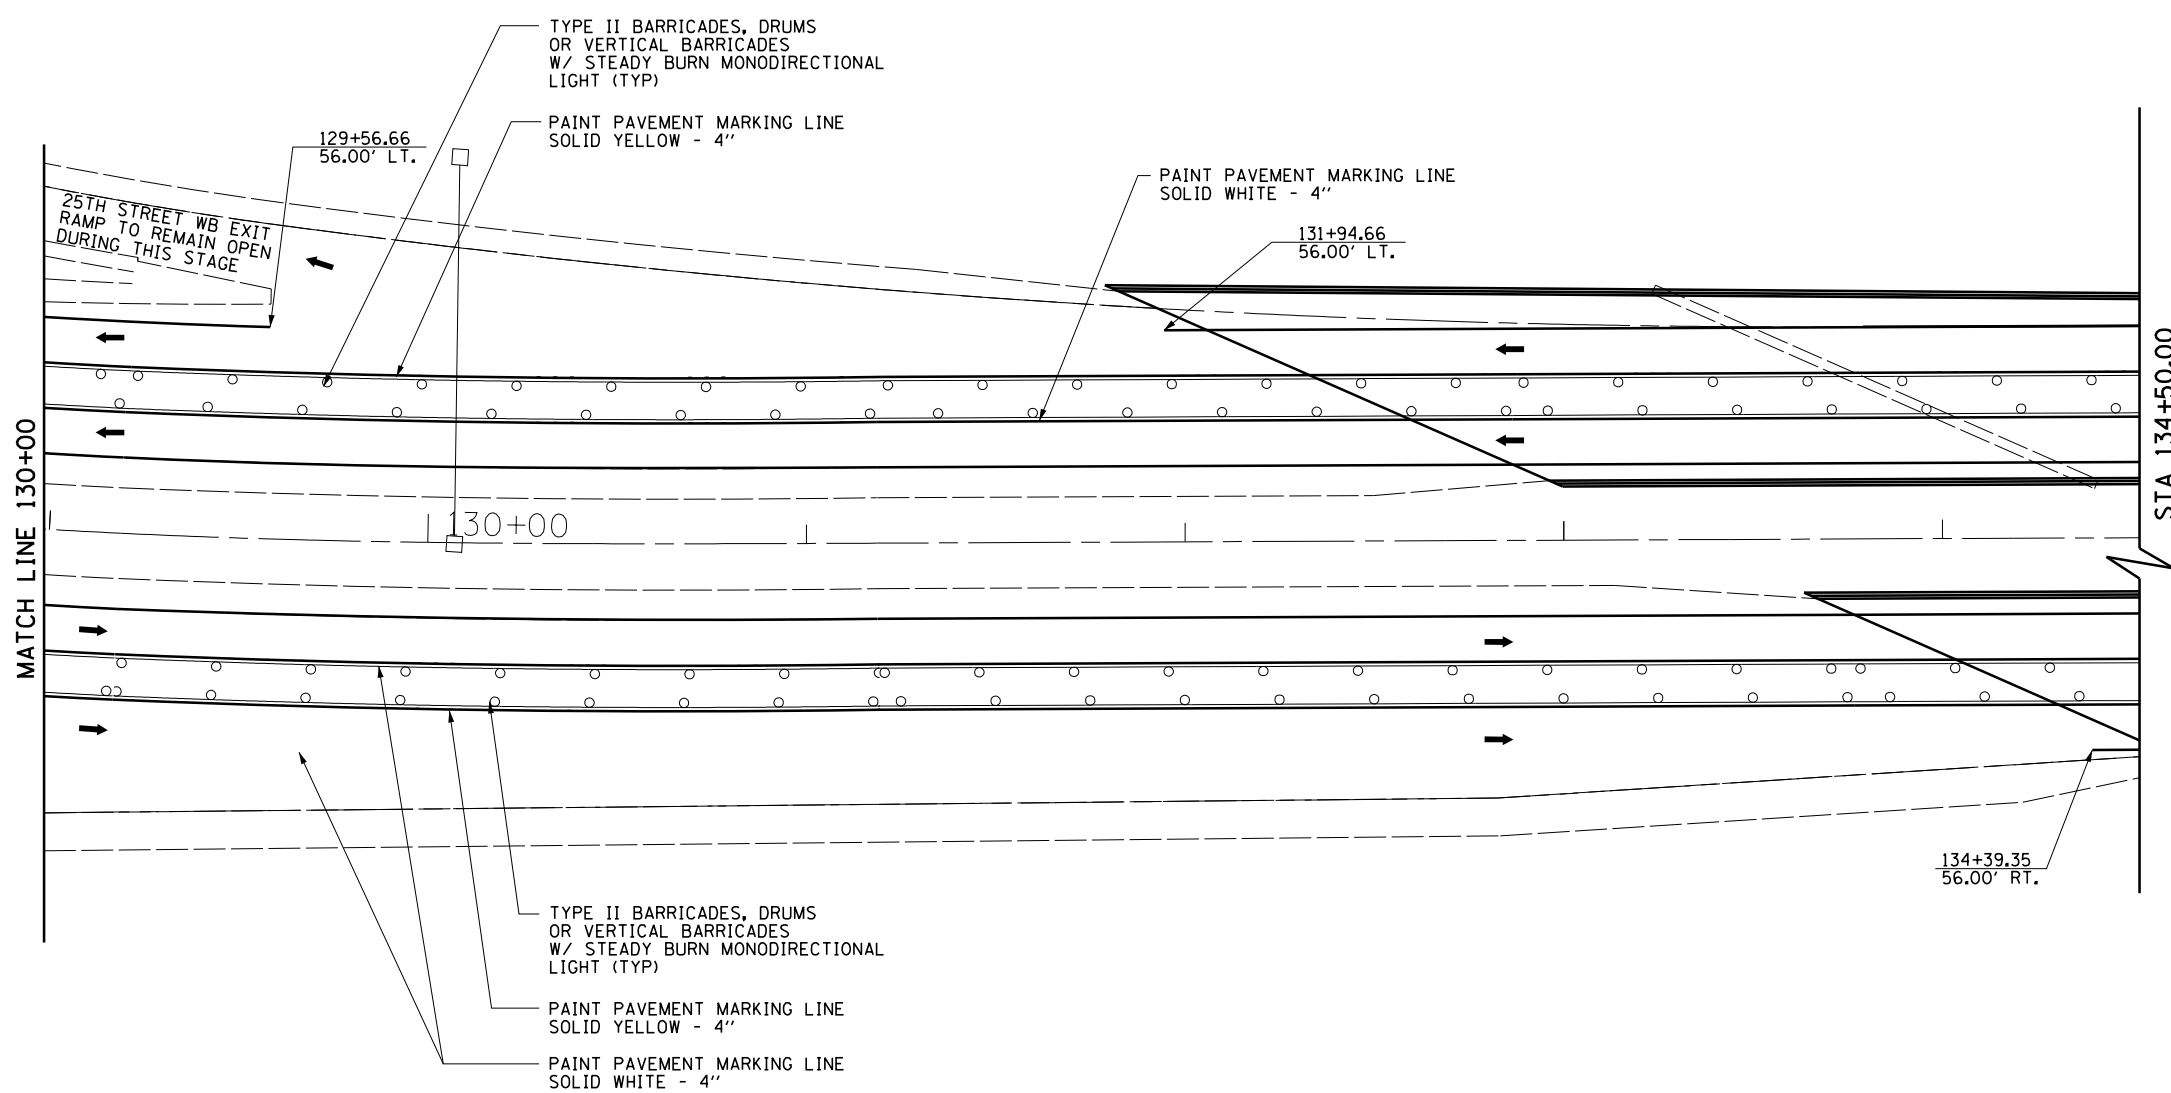 TYPE II BARRICADES, DRUMS
OR VERTICAL BARRICADES
W/ STEADY BURN MONODIRECTIONAL
LIGHT (TYP)
PAINT PAVEMENT MARKING LINE
SOLID YELLOW - 4''
129+56.66
56.00' LT.
PAINT PAVEMENT MARKING LINE
SOLID WHITE - 4''
131+94.66
56.00' LT.
25TH STREET WB EXIT
RAMP TO REMAIN OPEN
DURING THIS STAGE
MATCH LINE 130+00
130+00
STA 134+50.00
134+39.35
56.00' RT.
TYPE II BARRICADES, DRUMS
OR VERTICAL BARRICADES
W/ STEADY BURN MONODIRECTIONAL
LIGHT (TYP)
PAINT PAVEMENT MARKING LINE
SOLID YELLOW - 4''
PAINT PAVEMENT MARKING LINE
SOLID WHITE - 4''